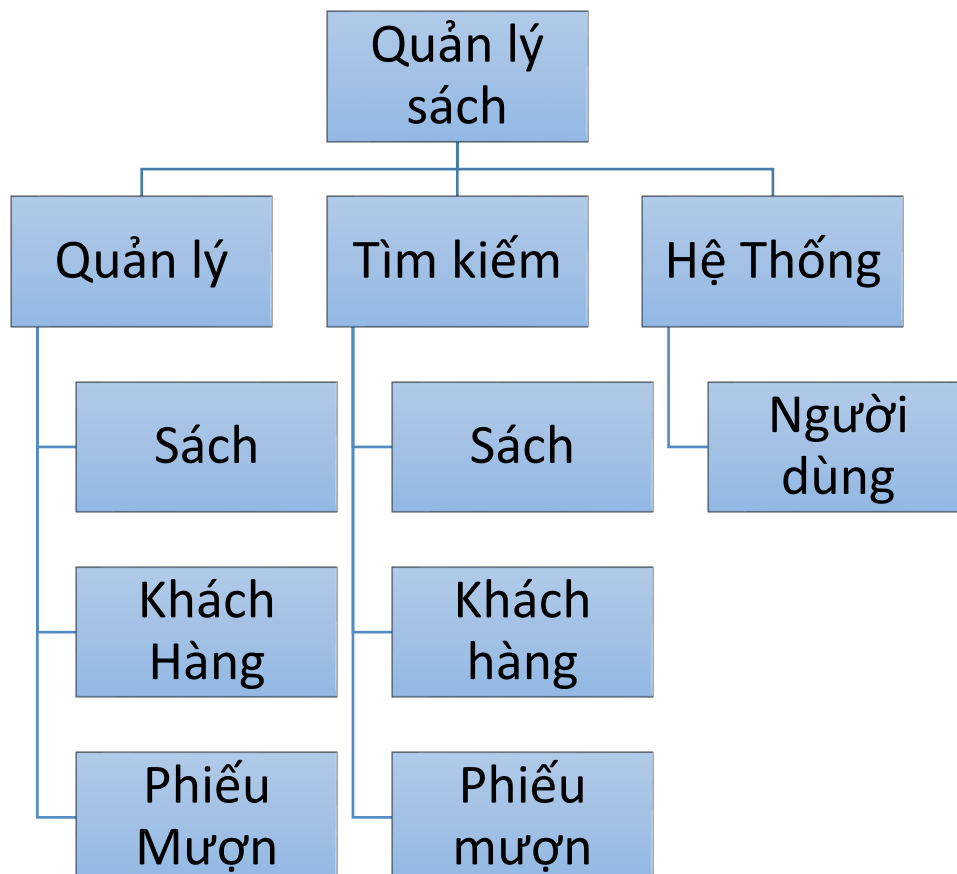 Quản lý
sách
Quản lý
Tìm kiếm
Hệ Thống
Sách
Sách
Người
dùng
Khách
Hàng
Khách
hàng
Phiếu
Mượn
Phiếu
mượn